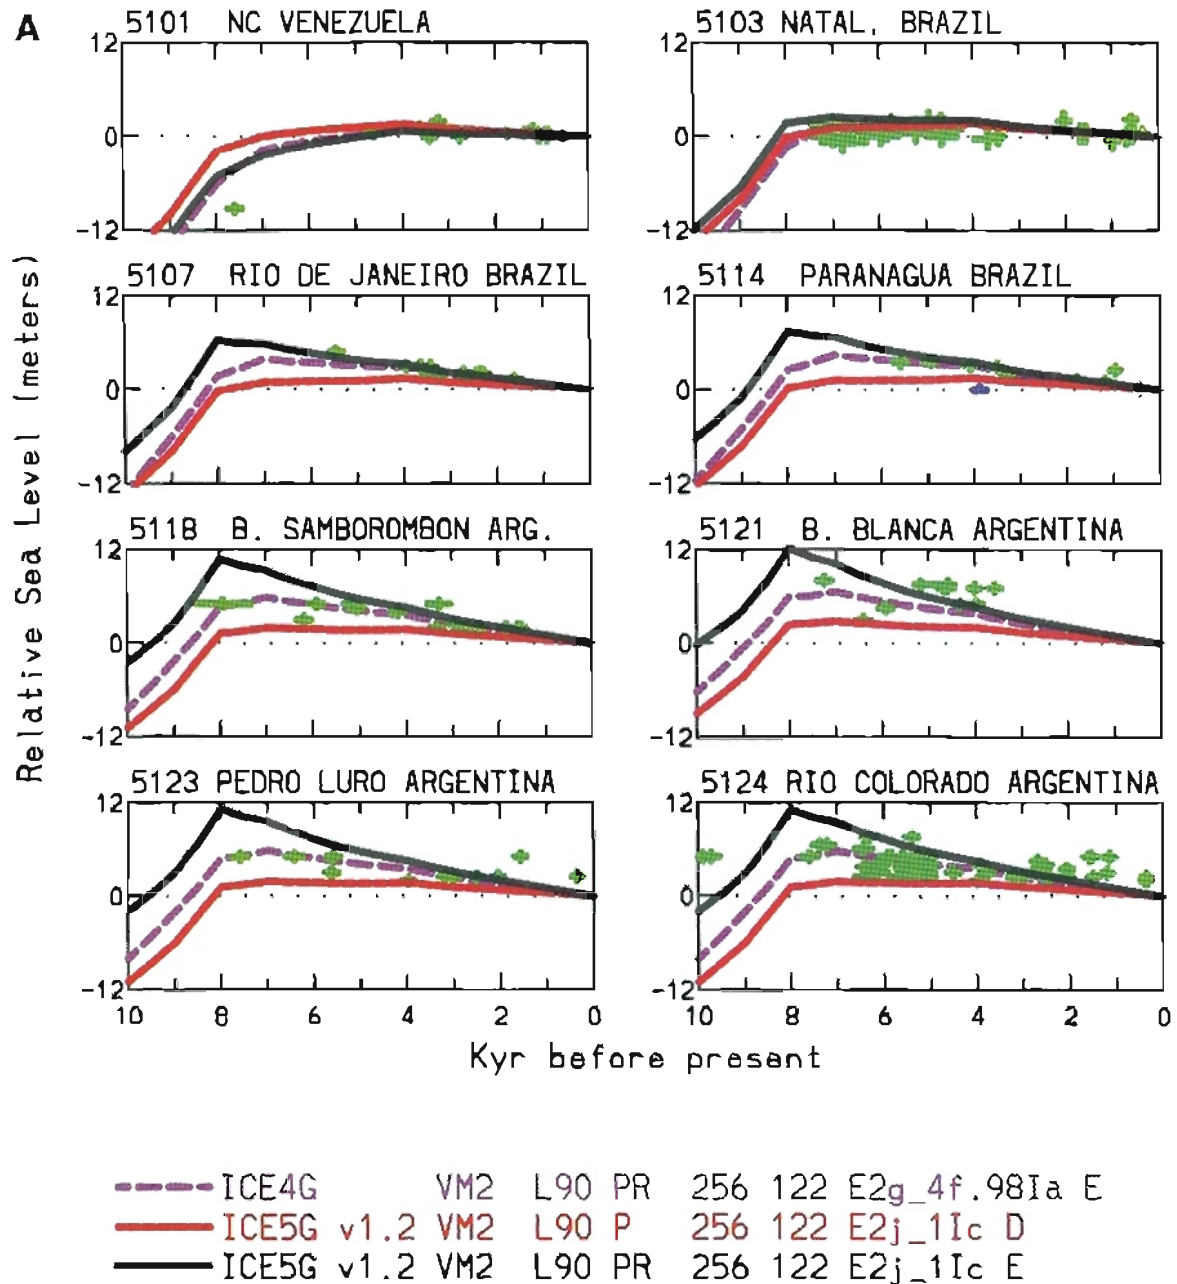 A
5101 NC VENEZUELA
5103 NATAL, BRAZIL
12
0
-12
12
0
-12
5107 RIO DE JANEIRO BRAZIL
5114 PARANAGUA BRAZIL
12
0
-12
12
0
-12
5118 B. SAMBOROMBON ARG.
5121 B. BLANCA ARGENTINA
12
0
-12
12
0
-12
5123 PEDRO LURO ARGENTINA
5124 RIO COLORADO ARGENTINA
12
0
-12
12
0
-12
10 8 6 4 2 0
10 8 6 4 2 0
Relative Sea Level (meters)
Kyr before present
ICE4G VM2 L90 PR 256 122 E2g_4f.98Ia E
ICE5G v1.2 VM2 L90 P 256 122 E2j_1Ic D
ICE5G v1.2 VM2 L90 PR 256 122 E2j_1Ic E